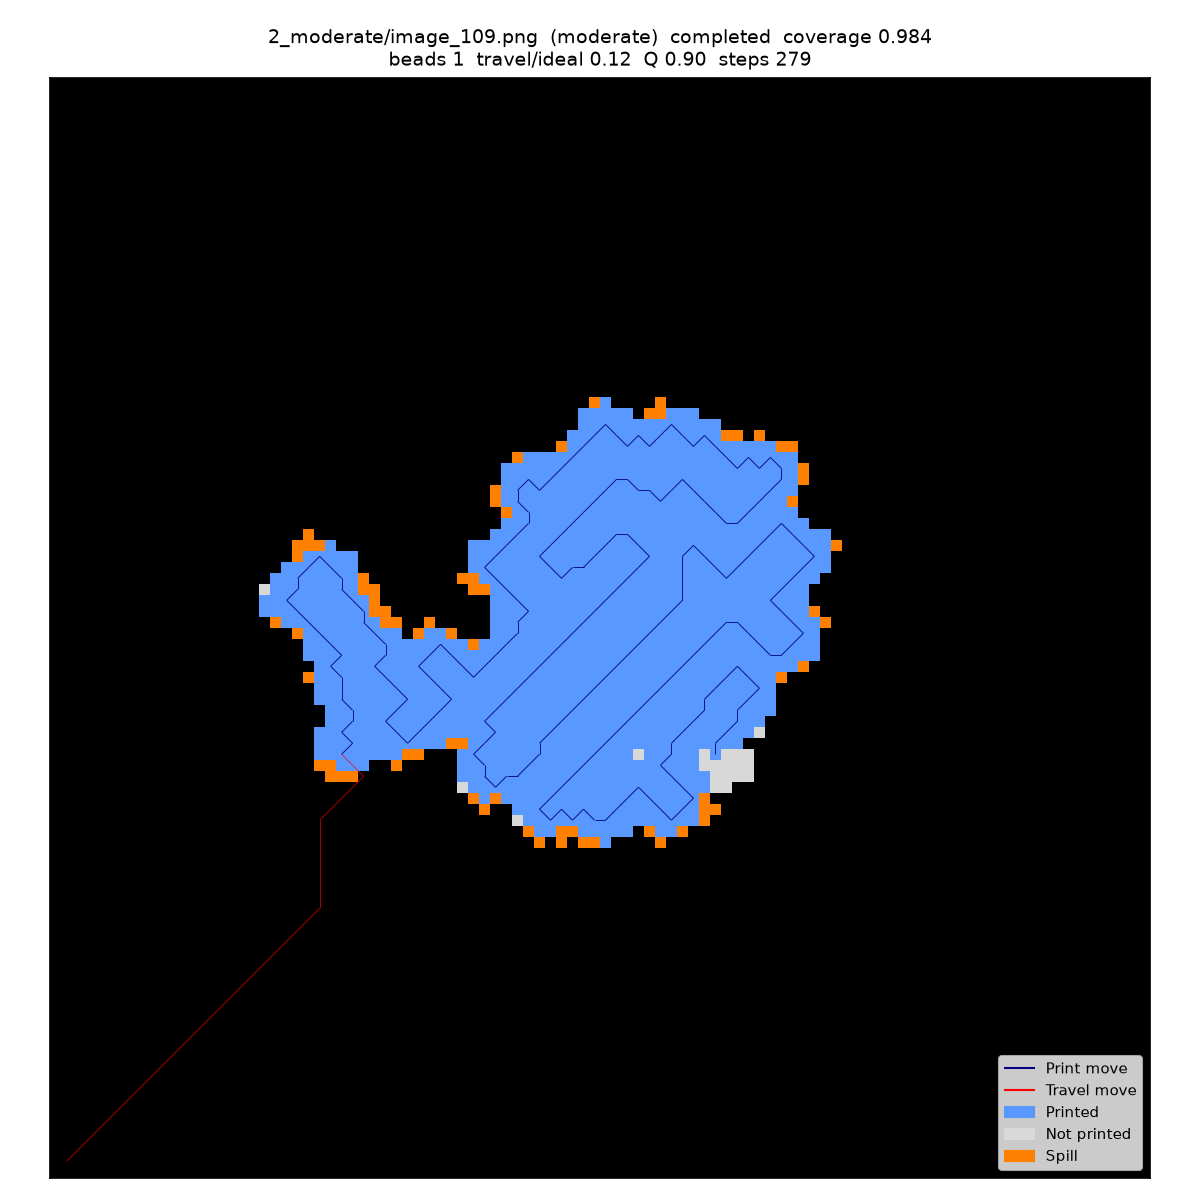 2_moderate/image_109.png  (moderate)  completed  coverage 0.984
beads 1  travel/ideal 0.12  Q 0.90  steps 279
Print move
Travel move
Printed
Not printed
Spill